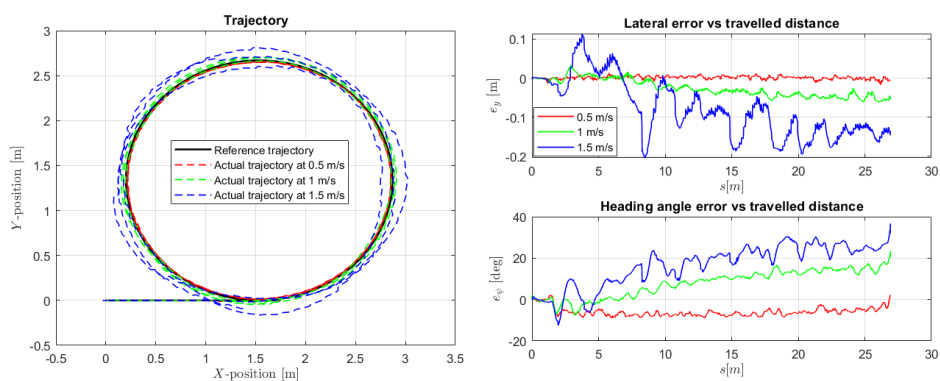 Trajectory
3
2.5
2
1.5
1
0.5
0
-0.5
Y-position [m]
Reference trajectory
Actual trajectory at 0.5 m/s
Actual trajectory at 1 m/s
Actual trajectory at 1.5 m/s
-0.5 0 0.5 1 1.5 2 2.5 3 3.5
X-position [m]
Lateral error vs travelled distance
0.1
0
-0.1
-0.2
e_y [m]
0.5 m/s
1 m/s
1.5 m/s
0 5 10 15 20 25 30
s[m]
Heading angle error vs travelled distance
40
20
0
-20
e_ψ [deg]
0 5 10 15 20 25 30
s[m]